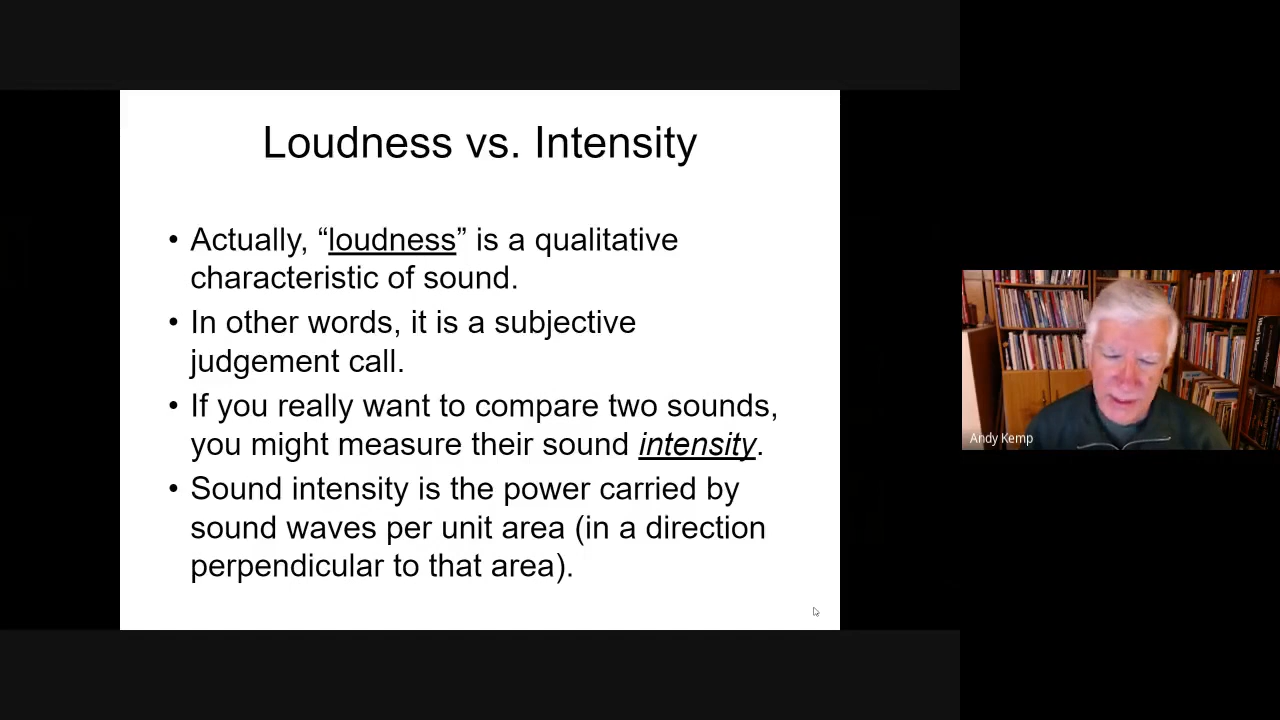 Loudness vs. Intensity
• Actually, “loudness” is a qualitative
characteristic of sound.
• In other words, it is a subjective
judgement call.
• If you really want to compare two sounds,
you might measure their sound intensity.
• Sound intensity is the power carried by
sound waves per unit area (in a direction
perpendicular to that area).
Andy Kemp